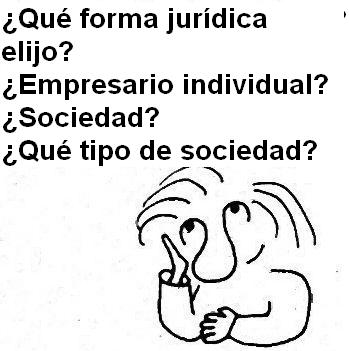 ¿Qué forma jurídica
elijo?
¿Empresario individual?
¿Sociedad?
¿Qué tipo de sociedad?